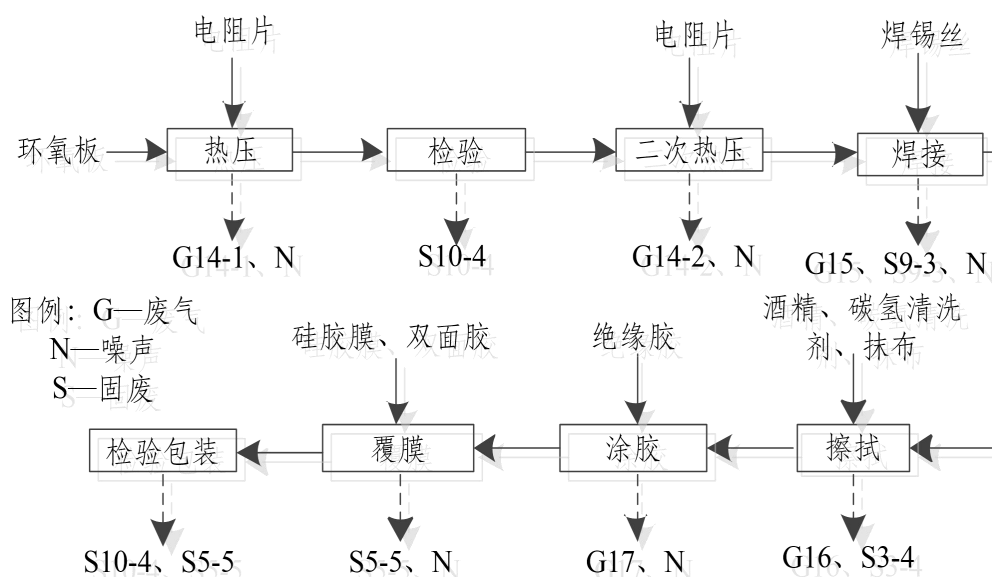 电阻片
电阻片
焊锡丝
环氧板
热压
检验
二次热压
焊接
G14-1、N
S10-4
G14-2、N
G15、S9-3、N
图例：G—废气
N—噪声
S—固废
硅胶膜、双面胶
绝缘胶
酒精、碳氢清洗
剂、抹布
检验包装
覆膜
涂胶
擦拭
S10-4、S5-5
S5-5、N
G17、N
G16、S3-4